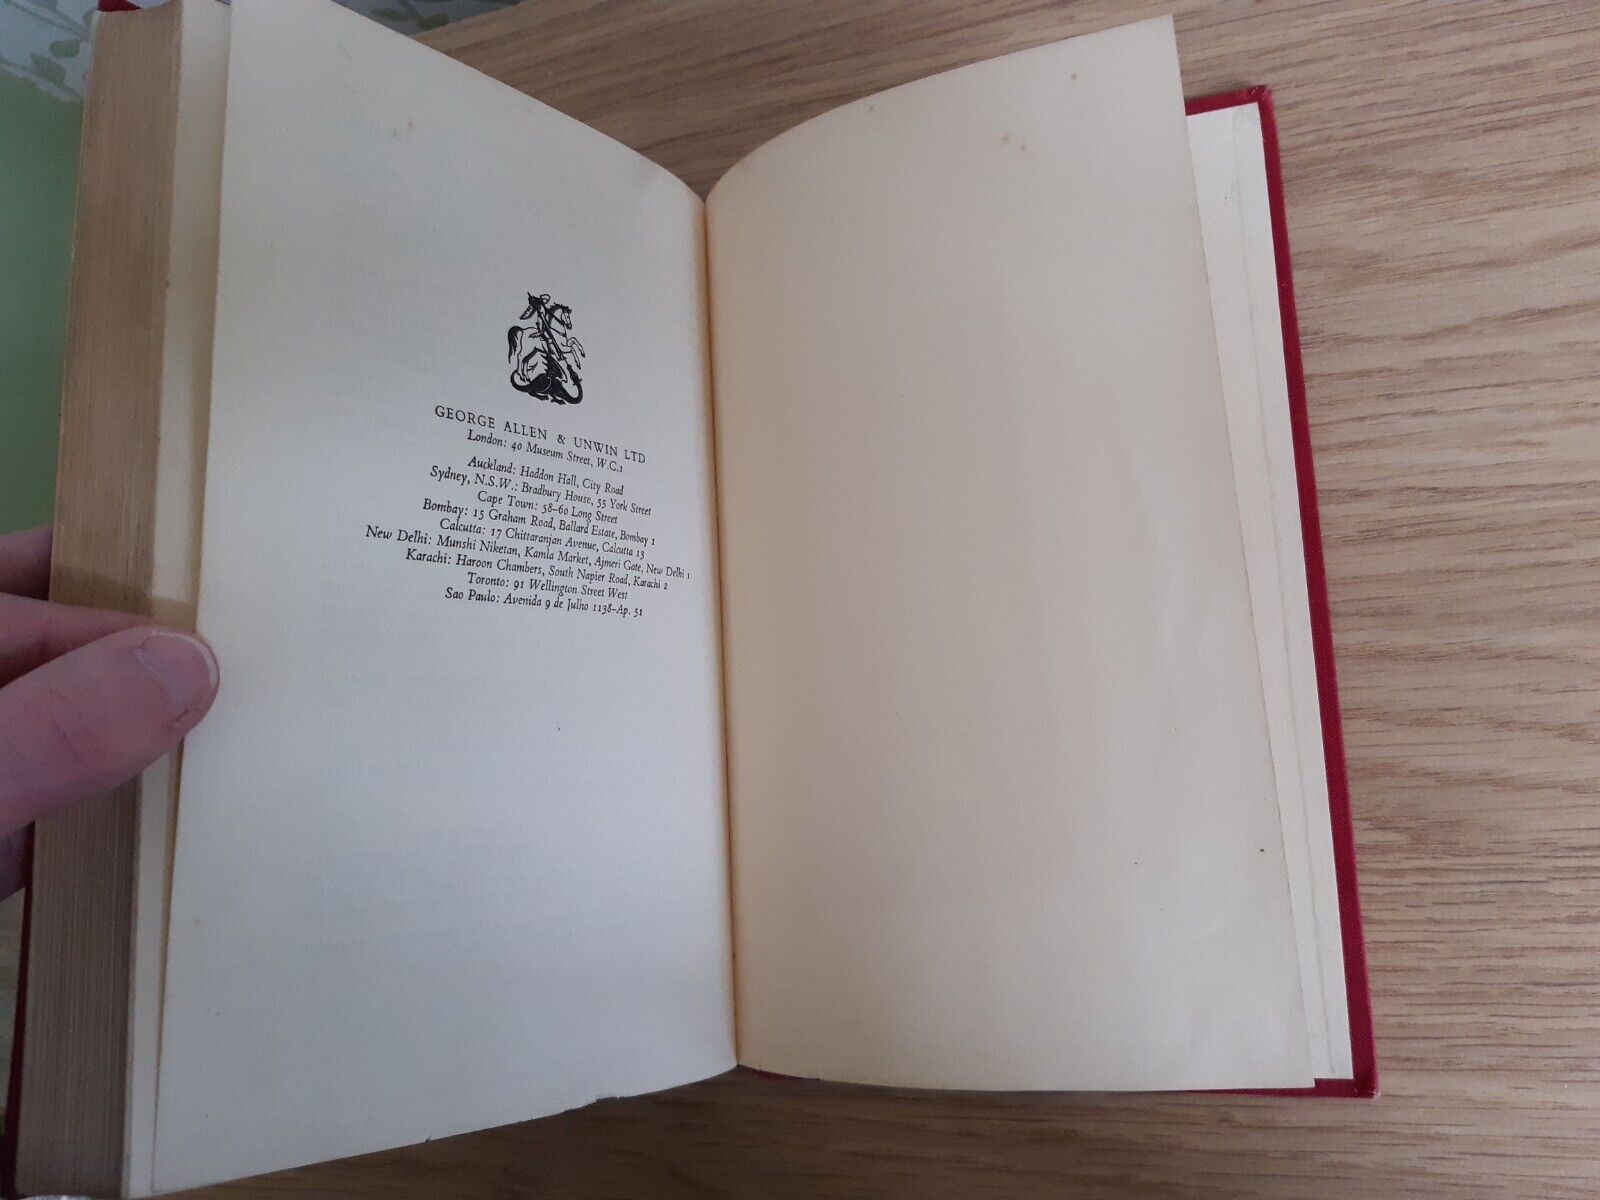 GEORGE ALLEN & UNWIN LTD
London: 40 Museum Street, W.C.1
Auckland: Haddon Hall, City Road
Sydney, N.S.W.: Bradbury House, 55 York Street
Cape Town: 58–60 Long Street
Bombay: 15 Graham Road, Ballard Estate, Bombay 1
Calcutta: 17 Chittaranjan Avenue, Calcutta 13
New Delhi: Munshi Niketan, Kamla Market, Ajmeri Gate, New Delhi 1
Karachi: Haroon Chambers, South Napier Road, Karachi 2
Toronto: 91 Wellington Street West
Sao Paulo: Avenida 9 de Julho 1138–Ap. 51